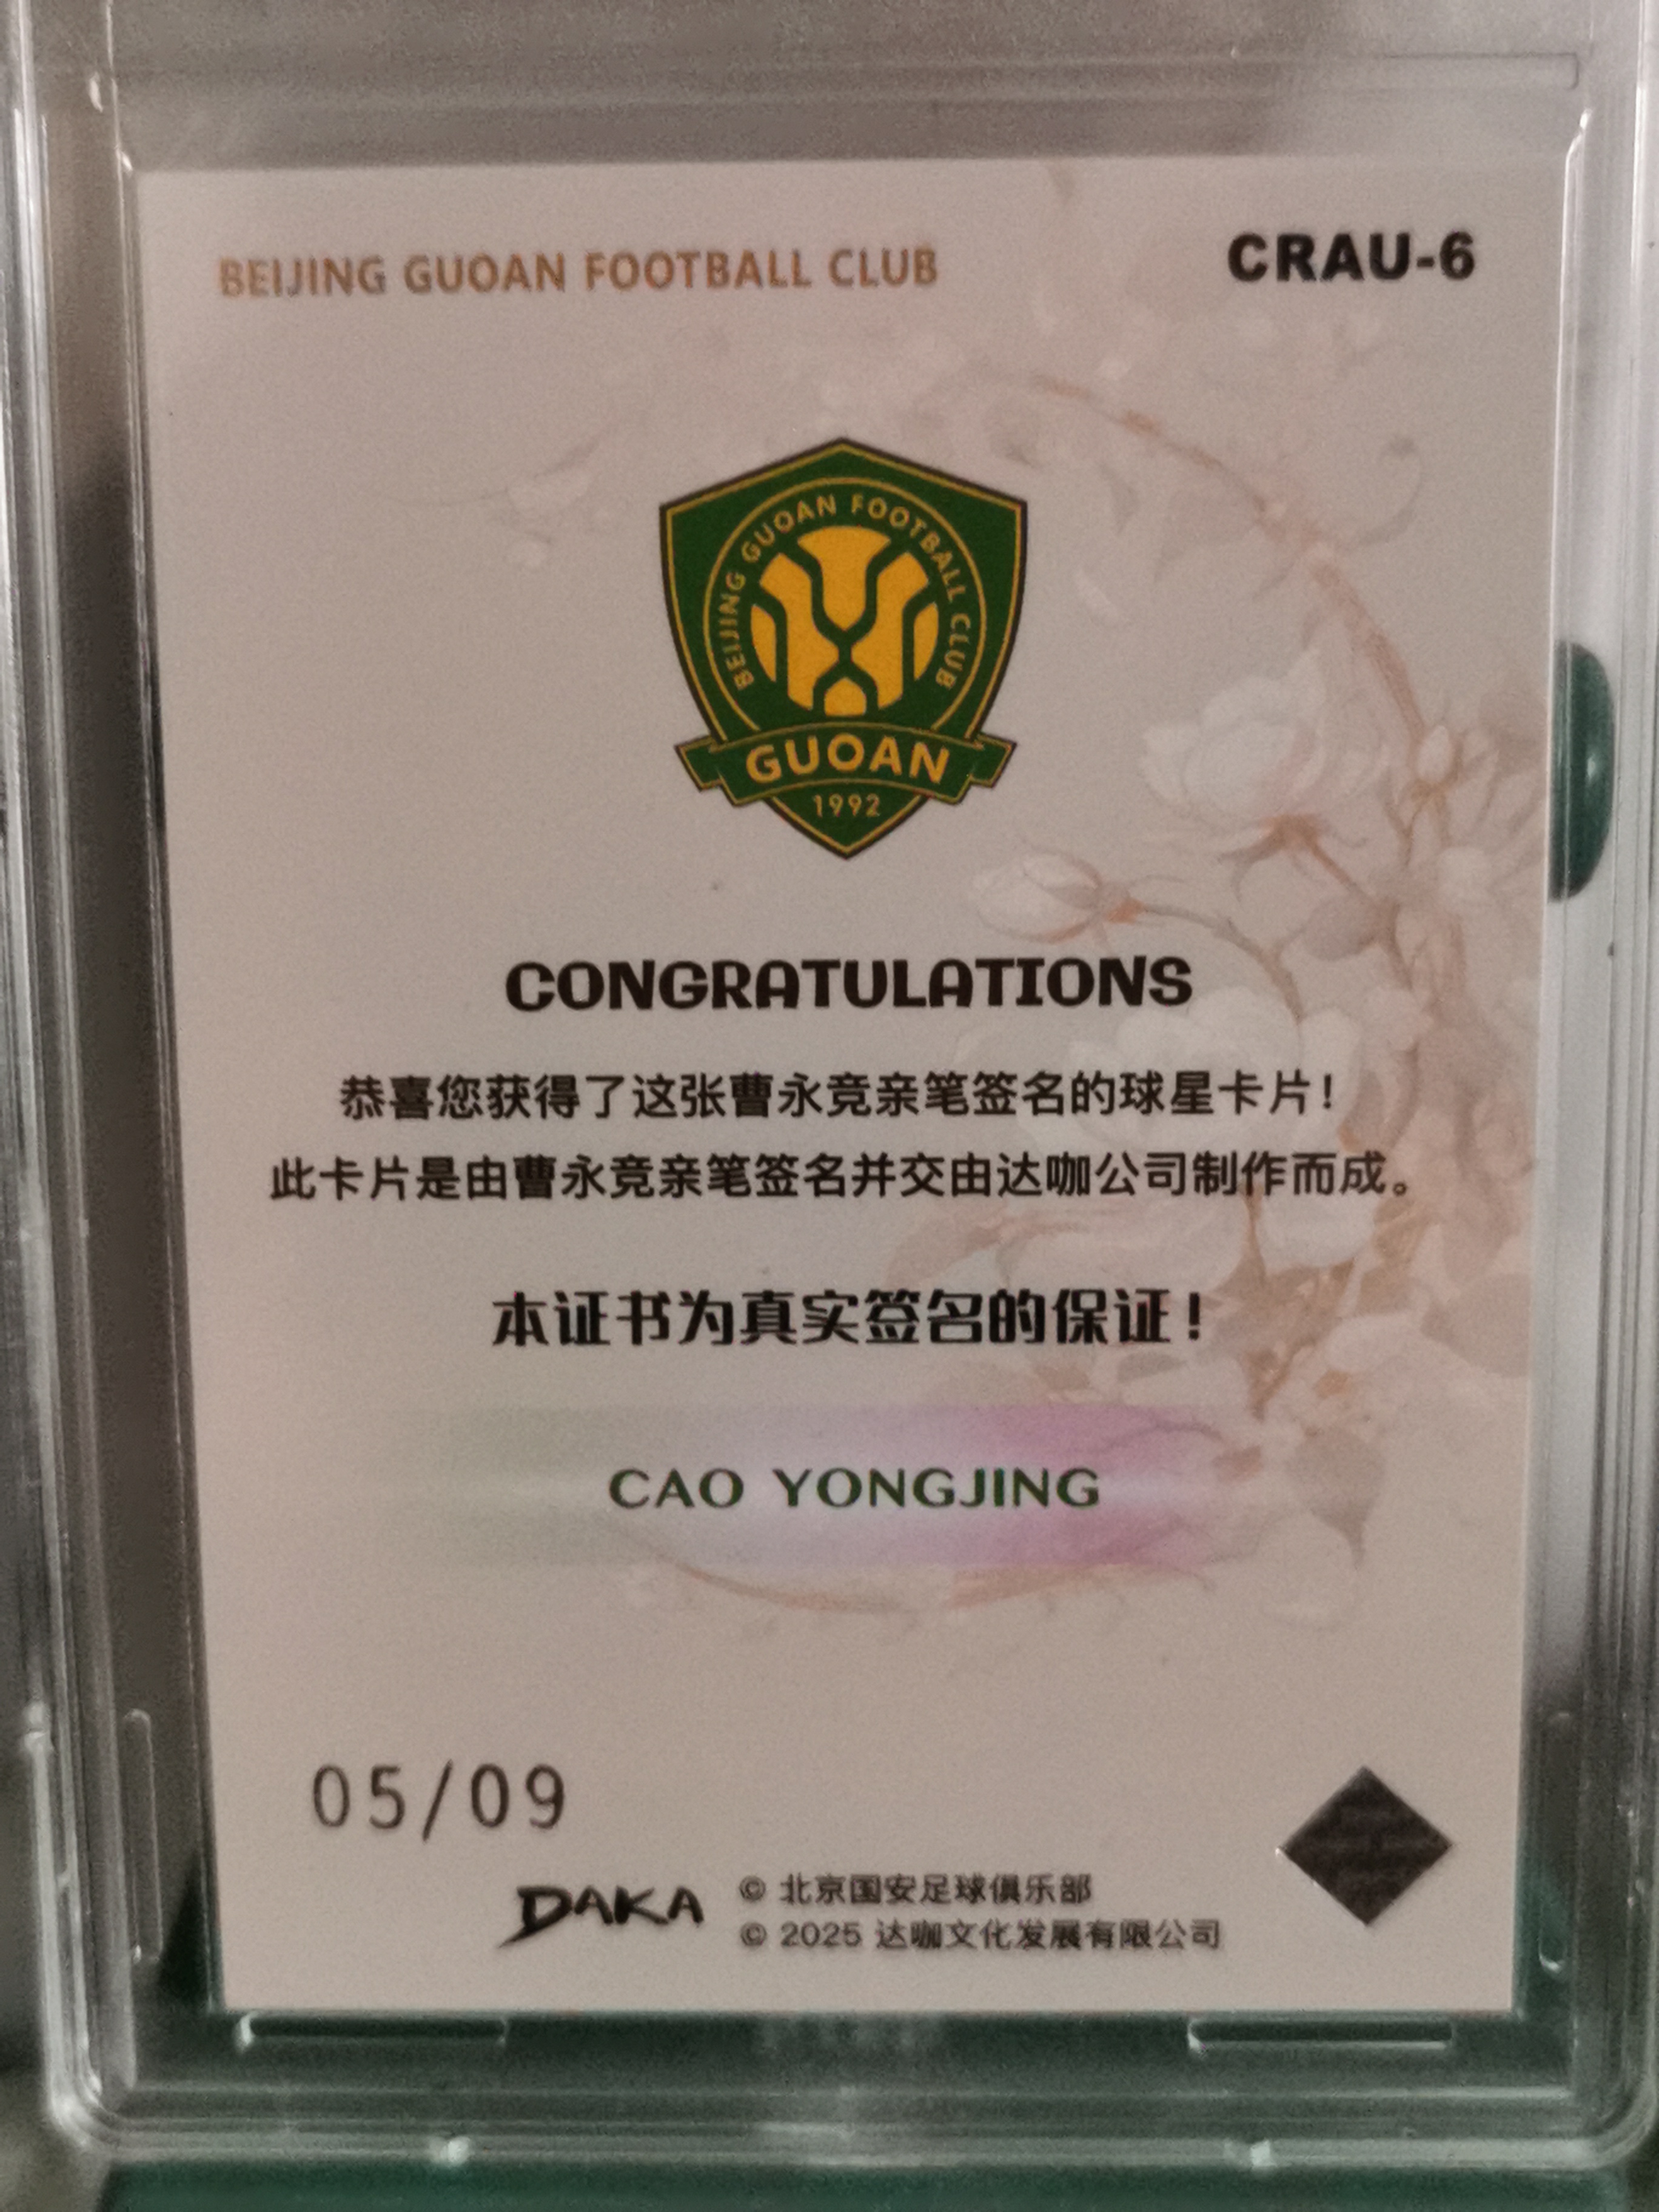 BEIJING GUOAN FOOTBALL CLUB
CRAU-6
BEIJING GUOAN FOOTBALL CLUB
GUOAN
1992
CONGRATULATIONS
恭喜您获得了这张曹永竞亲笔签名的球星卡片！
此卡片是由曹永竞亲笔签名并交由达咖公司制作而成。
本证书为真实签名的保证！
CAO YONGJING
05/09
DAKA
© 北京国安足球俱乐部
© 2025 达咖文化发展有限公司